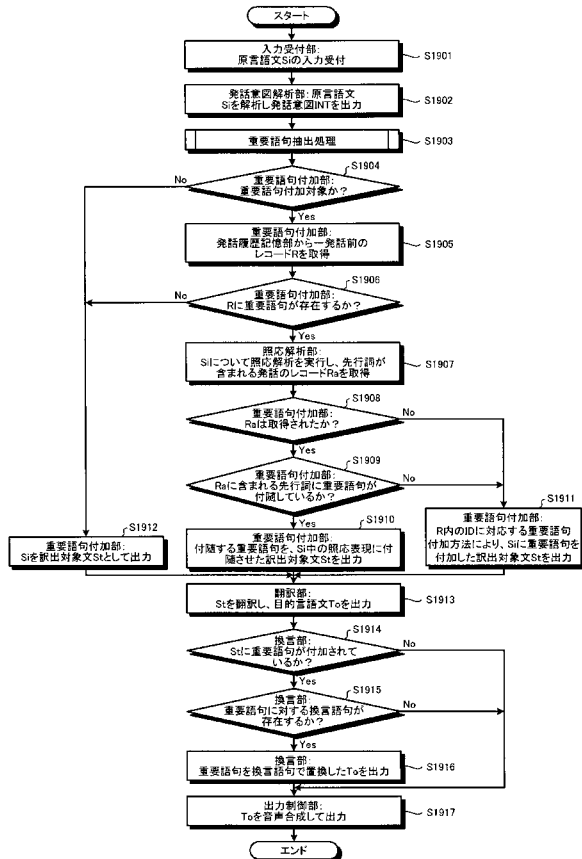 スタート
入力受付部:
原言語文Siの入力受付
S1901
発話意図解析部:原言語文
Siを解析し発話意図INTを出力
S1902
重要語句抽出処理
S1903
S1904
重要語句付加部:
重要語句付加対象か?
No
Yes
重要語句付加部:
発話履歴記憶部から一発話前の
レコードRを取得
S1905
S1906
重要語句付加部:
Rに重要語句が存在するか?
No
Yes
照応解析部:
Siについて照応解析を実行し、先行詞が
含まれる発話のレコードRaを取得
S1907
S1908
重要語句付加部:
Raは取得されたか?
No
Yes
S1909
重要語句付加部:
Raに含まれる先行詞に重要語句が
付随しているか?
No
Yes
S1910
重要語句付加部:
付随する重要語句を、Si中の照応表現に付
随させた訳出対象文Stを出力
S1911
重要語句付加部:
R内のIDに対応する重要語句
付加方法により、Siに重要語句を
付加した訳出対象文Stを出力
S1912
重要語句付加部:
Siを訳出対象文Stとして出力
翻訳部:
Stを翻訳し、目的言語文Toを出力
S1913
S1914
換言部:
Stに重要語句が付加されて
いるか?
No
Yes
S1915
換言部:
重要語句に対する換言語句が
存在するか?
No
Yes
換言部:
重要語句を換言語句で置換したToを出力
S1916
出力制御部:
Toを音声合成して出力
S1917
エンド